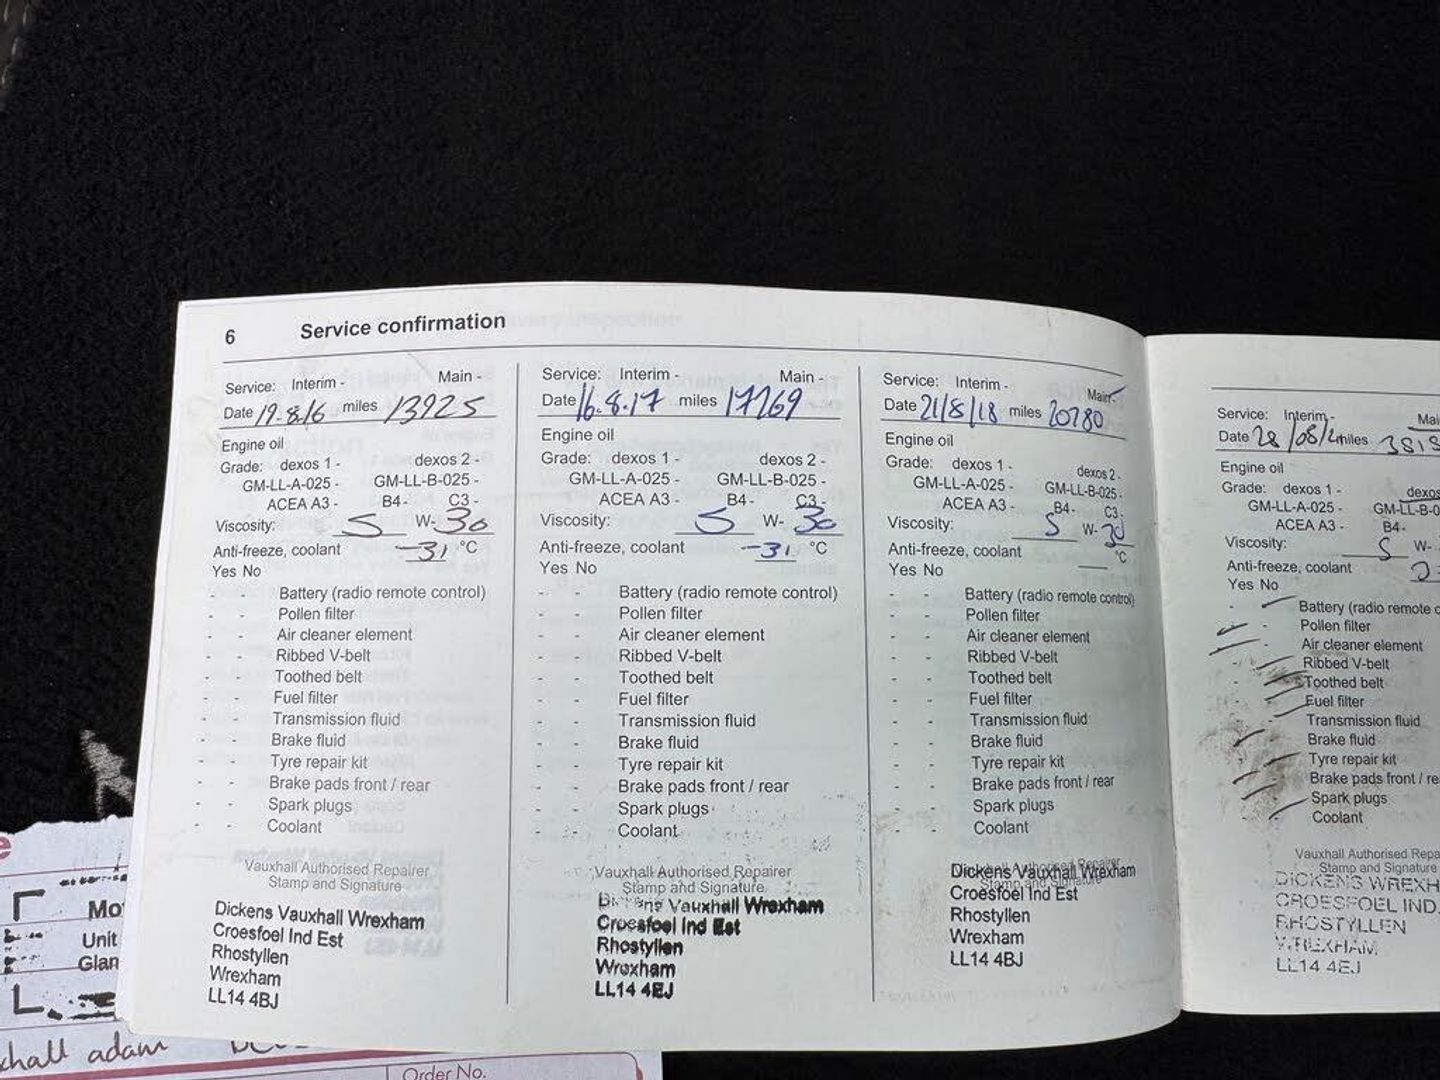 6 Service confirmation
Service: Interim - Main -
Date 19.8.16 miles 13925
Engine oil
Grade: dexos 1 - dexos 2 -
GM-LL-A-025 - GM-LL-B-025 -
ACEA A3 - B4 - C3 -
Viscosity: 5 W- 30
Anti-freeze, coolant -31 °C
Yes No
- - Battery (radio remote control)
- - Pollen filter
- - Air cleaner element
- - Ribbed V-belt
- - Toothed belt
- - Fuel filter
- - Transmission fluid
- - Brake fluid
- - Tyre repair kit
- - Brake pads front / rear
- - Spark plugs
- - Coolant
Vauxhall Authorised Repairer
Stamp and Signature
Dickens Vauxhall Wrexham
Croesfoel Ind Est
Rhostyllen
Wrexham
LL14 4BJ
Service: Interim - Main -
Date 16.8.17 miles 17769
Engine oil
Grade: dexos 1 - dexos 2 -
GM-LL-A-025 - GM-LL-B-025 -
ACEA A3 - B4 - C3 -
Viscosity: 5 W- 30
Anti-freeze, coolant -31 °C
Yes No
- - Battery (radio remote control)
- - Pollen filter
- - Air cleaner element
- - Ribbed V-belt
- - Toothed belt
- - Fuel filter
- - Transmission fluid
- - Brake fluid
- - Tyre repair kit
- - Brake pads front / rear
- - Spark plugs
- - Coolant
Vauxhall Authorised Repairer
Stamp and Signature
Dickens Vauxhall Wrexham
Croesfoel Ind Est
Rhostyllen
Wrexham
LL14 4EJ
Service: Interim - Main -
Date 21/8/18 miles 20780
Engine oil
Grade: dexos 1 - dexos 2 -
GM-LL-A-025 - GM-LL-B-025 -
ACEA A3 - B4 - C3 -
Viscosity: 5 W- 30
Anti-freeze, coolant °C
Yes No
- - Battery (radio remote control)
- - Pollen filter
- - Air cleaner element
- - Ribbed V-belt
- - Toothed belt
- - Fuel filter
- - Transmission fluid
- - Brake fluid
- - Tyre repair kit
- - Brake pads front / rear
- - Spark plugs
- - Coolant
Vauxhall Authorised Repairer
Stamp and Signature
Dickens Vauxhall Wrexham
Croesfoel Ind Est
Rhostyllen
Wrexham
LL14 4BJ
Service: Interim - Mai
Date 28/08/ miles
Engine oil
Grade: dexos 1 - dexos
GM-LL-A-025 - GM-LL-B-0
ACEA A3 - B4 -
Viscosity: 5 W-
Anti-freeze, coolant
Yes No
Battery (radio remote c
Pollen filter
Air cleaner element
Ribbed V-belt
Toothed belt
Fuel filter
Transmission fluid
Brake fluid
Tyre repair kit
Brake pads front / re
Spark plugs
Coolant
Vauxhall Authorised Repa
Stamp and Signature
DICKENS WREXH
CROESFOEL IND.
RHOSTYLLEN
WREXHAM
LL14 4EJ
Mo
Unit
Glan
xhall adam
Order No.